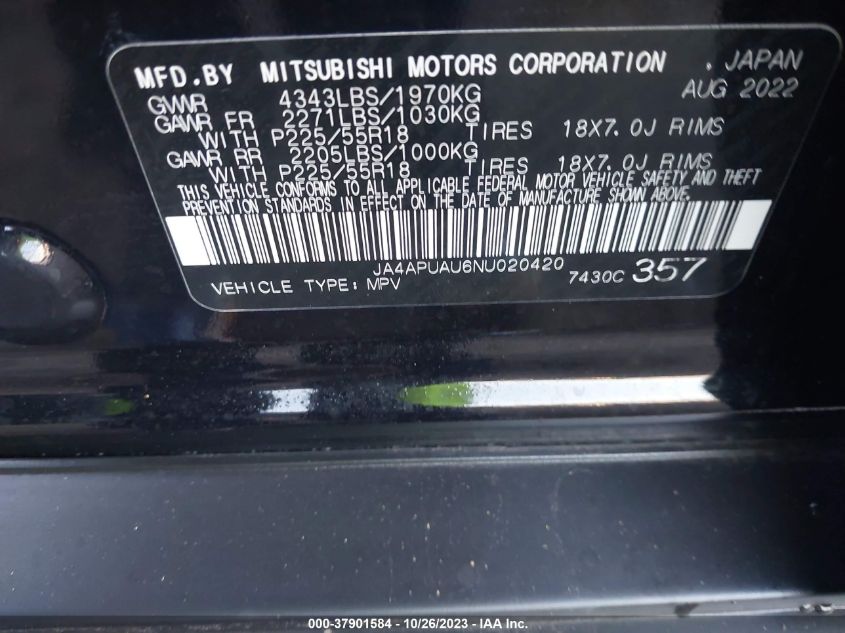 MFD.BY MITSUBISHI MOTORS CORPORATION , JAPAN
GVWR 4343LBS/1970KG AUG 2022
GAWR FR 2271LBS/1030KG
WITH P225/55R18 TIRES 18X7.0J RIMS
GAWR RR 2205LBS/1000KG
WITH P225/55R18 TIRES 18X7.0J RIMS
THIS VEHICLE CONFORMS TO ALL APPLICABLE FEDERAL MOTOR VEHICLE SAFETY AND THEFT
PREVENTION STANDARDS IN EFFECT ON THE DATE OF MANUFACTURE SHOWN ABOVE.
JA4APUAU6NU020420
VEHICLE TYPE: MPV 7430C 357
000-37901584 - 10/26/2023 - IAA Inc.